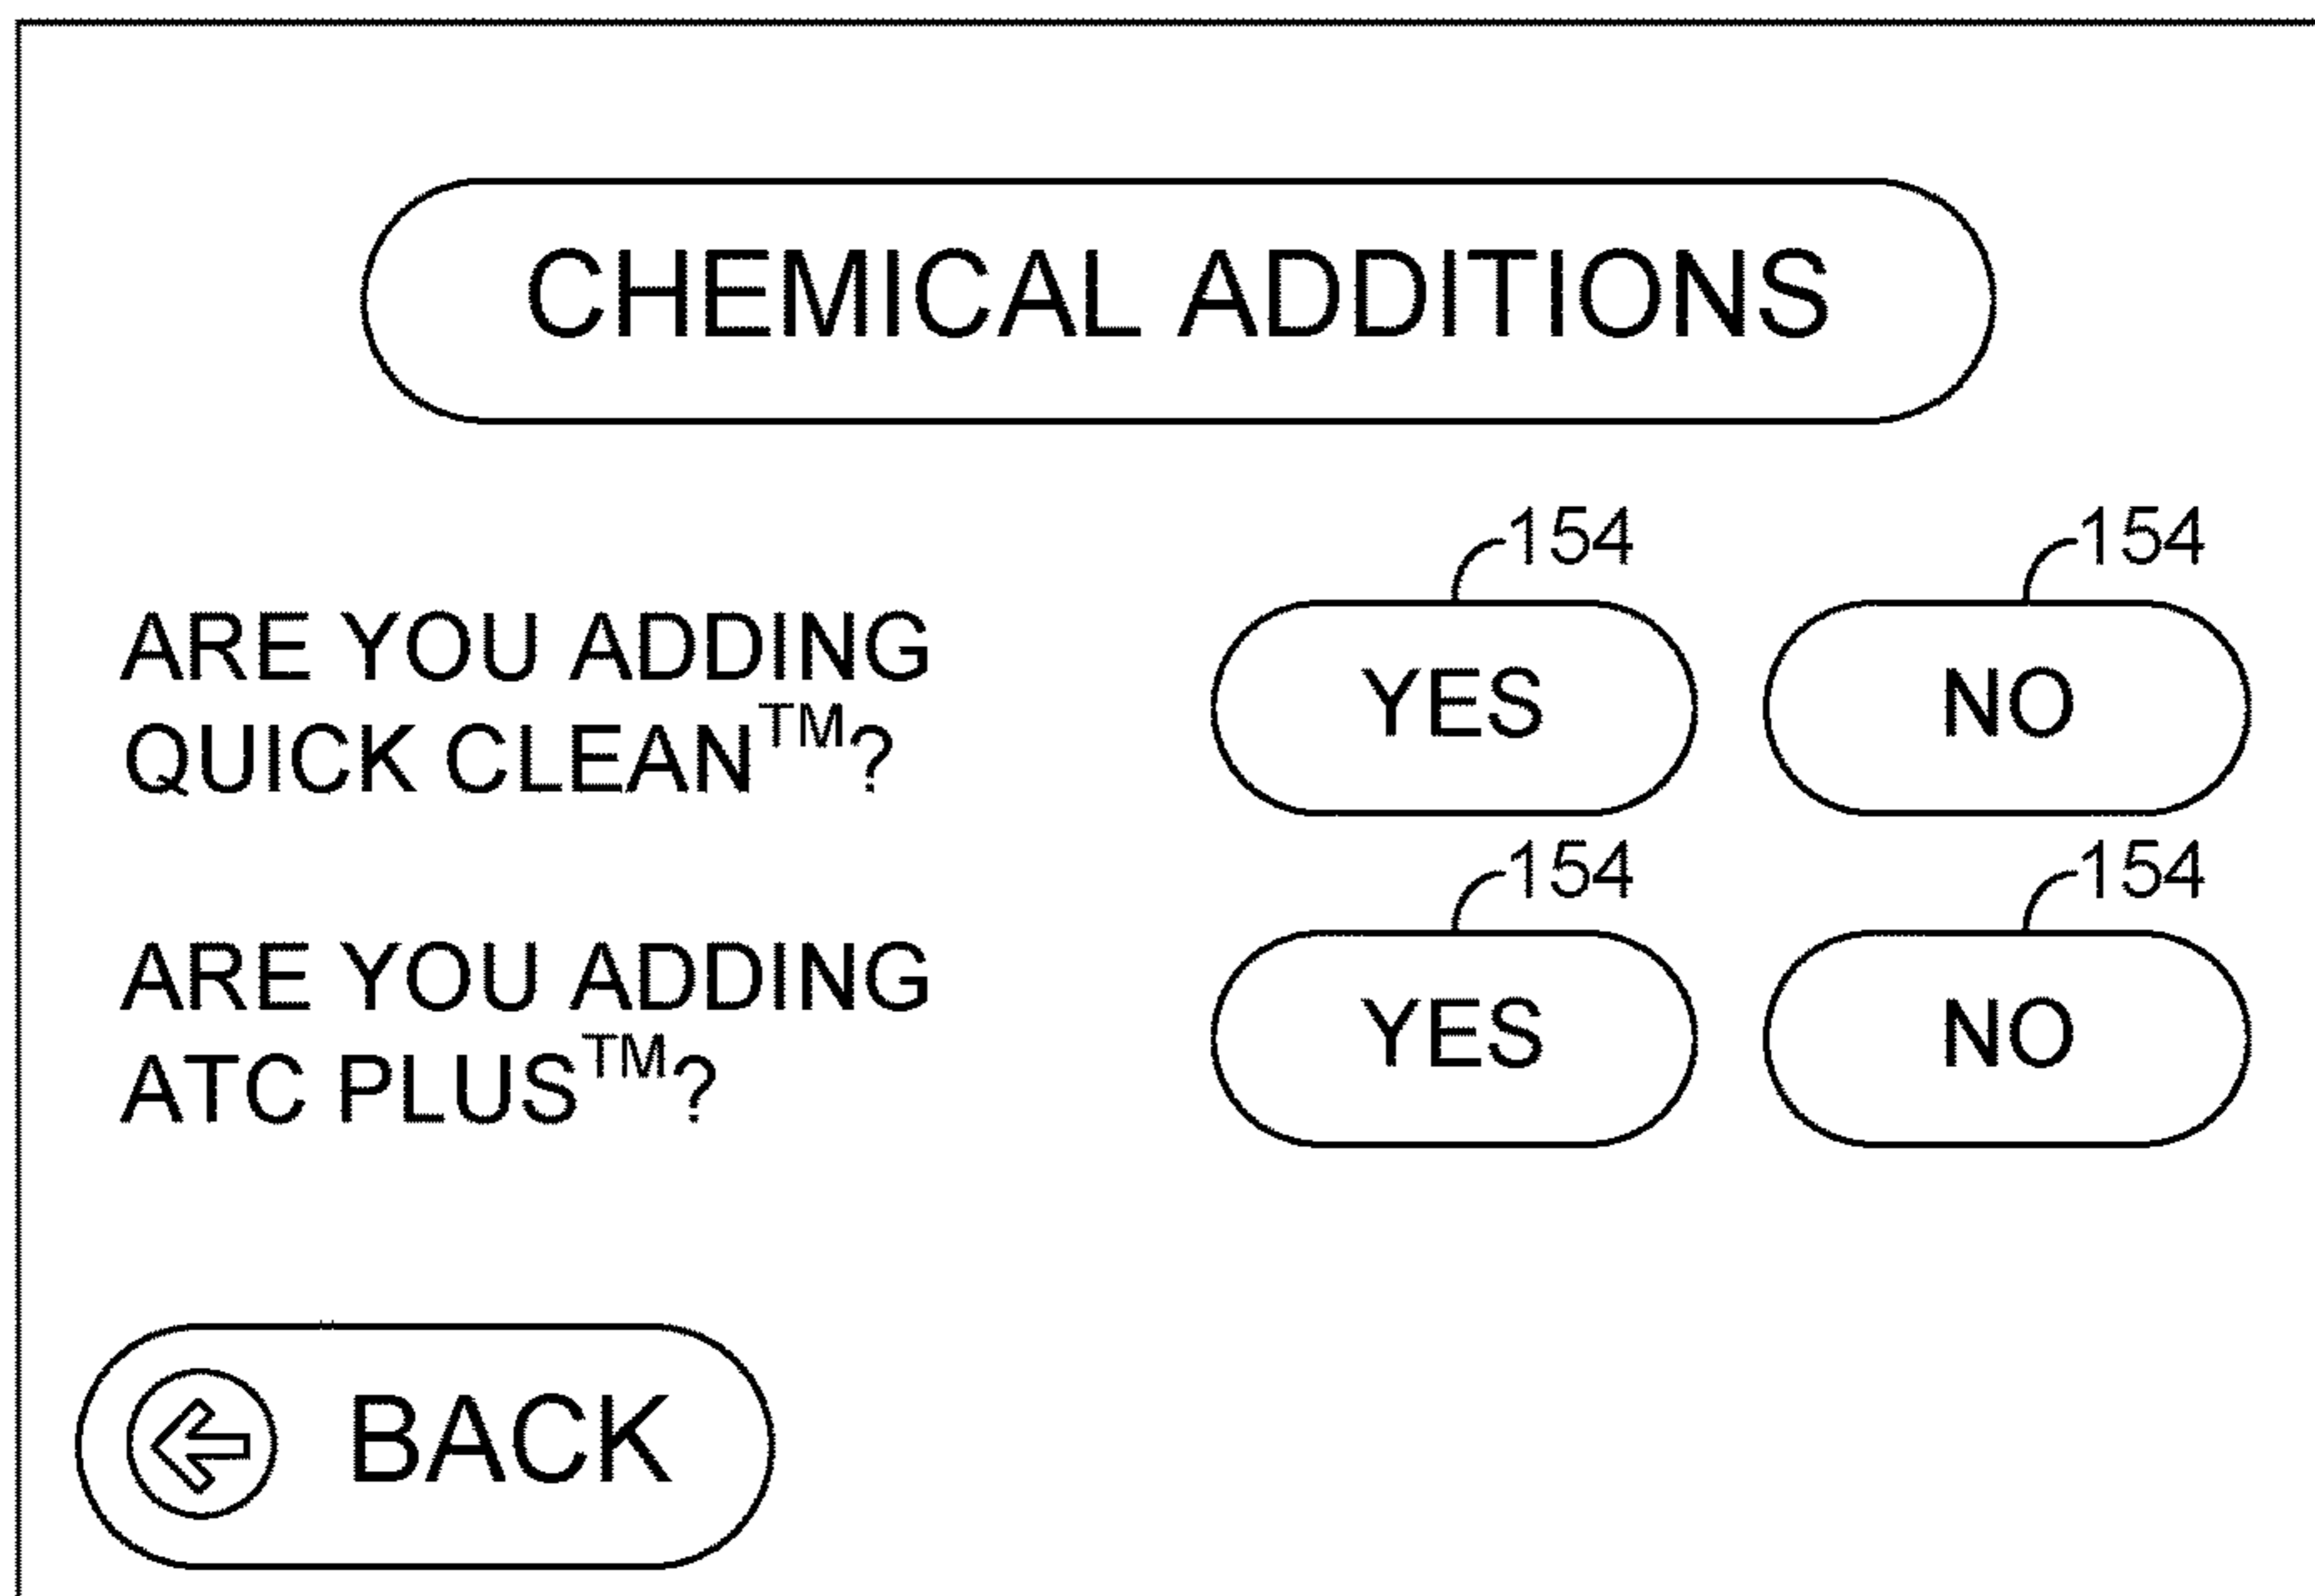 CHEMICAL ADDITIONS
154 154
ARE YOU ADDING
QUICK CLEAN™?
YES NO
154 154
ARE YOU ADDING
ATC PLUS™?
YES NO
BACK